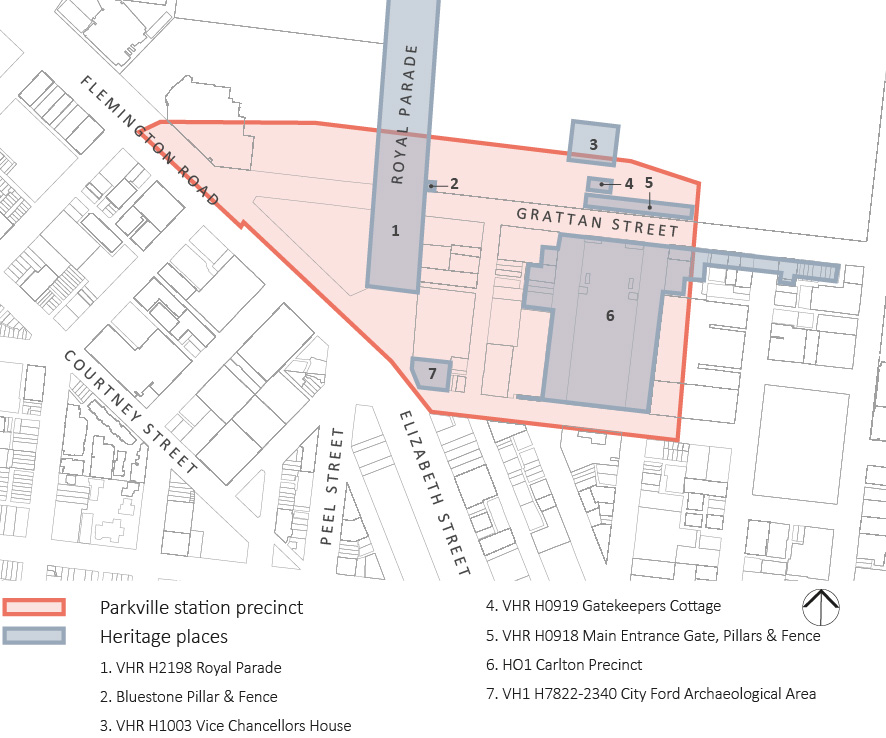 FLEMINGTON ROAD
ROYAL PARADE
3
2
4
5
GRATTAN STREET
1
6
7
COURTNEY STREET
PEEL STREET
ELIZABETH STREET
Parkville station precinct
Heritage places
1. VHR H2198 Royal Parade
2. Bluestone Pillar & Fence
3. VHR H1003 Vice Chancellors House
4. VHR H0919 Gatekeepers Cottage
5. VHR H0918 Main Entrance Gate, Pillars & Fence
6. HO1 Carlton Precinct
7. VH1 H7822-2340 City Ford Archaeological Area